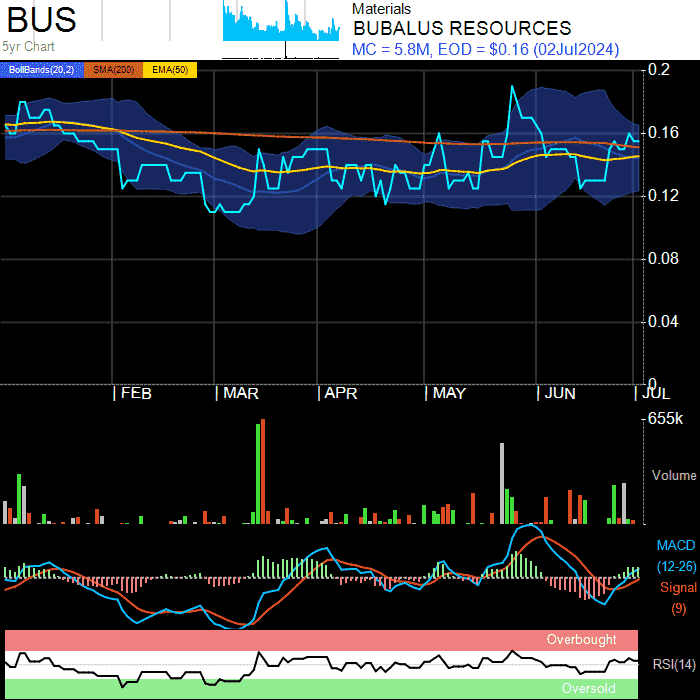 BUS
5yr Chart
Materials
BUBALUS RESOURCES
MC = 5.8M, EOD = $0.16 (02Jul2024)
BollBands(20,2) SMA(200) EMA(50)
0.2
0.16
0.12
0.08
0.04
0
FEB MAR APR MAY JUN JUL
655k
Volume
MACD
(12-26)
Signal
(9)
Overbought
RSI(14)
Oversold